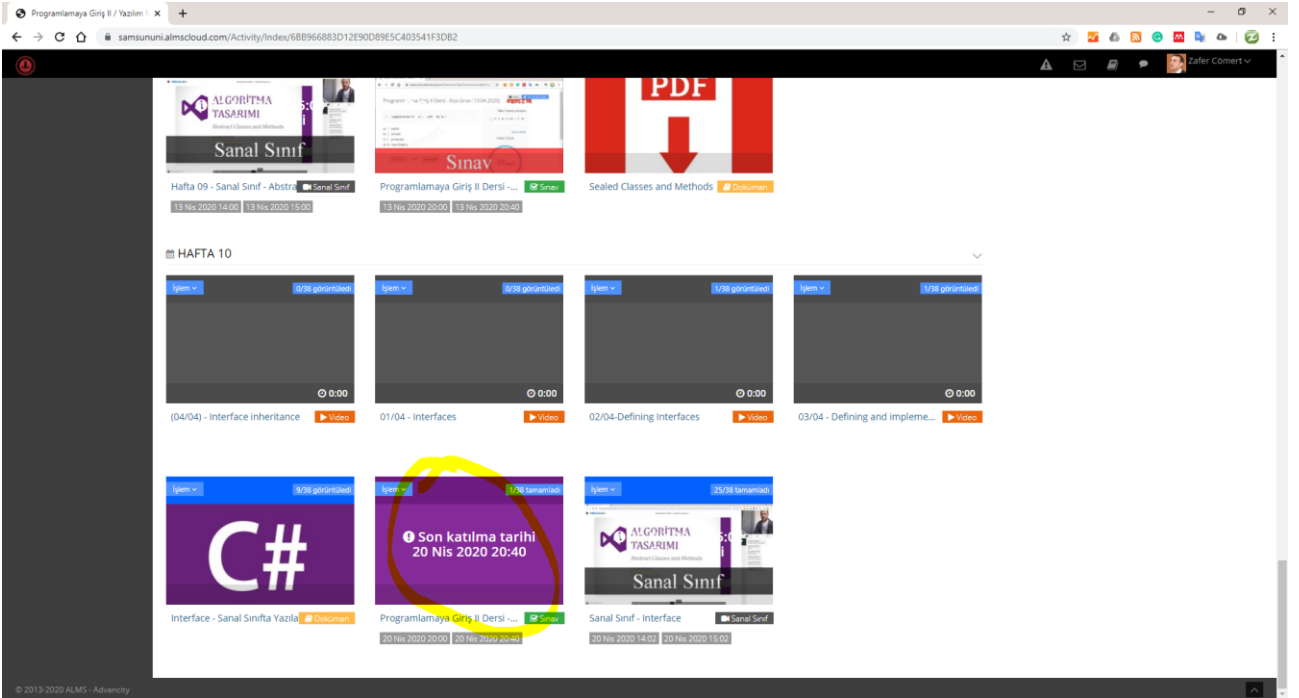 Programlamaya Giriş II / Yazılım
samsununi.almscloud.com/Activity/Index/6BB966883D12E90D89E5C403541F3DB2
Zafer Cömert
ALGORİTMA
TASARIMI
Abstract Classes and Methods
Sanal Sınıf
Sınav
PDF
Hafta 09 - Sanal Sınıf - Abstra
Sanal Sınıf
Programlamaya Giriş II Dersi -...
Sınav
Sealed Classes and Methods
Doküman
13 Nis 2020 14:00
13 Nis 2020 15:00
13 Nis 2020 20:00
13 Nis 2020 20:40
HAFTA 10
İşlem
0/38 görüntüledi
İşlem
0/38 görüntüledi
İşlem
1/38 görüntüledi
İşlem
1/38 görüntüledi
0:00
0:00
0:00
0:00
(04/04) - Interface inheritance
Video
01/04 - Interfaces
Video
02/04-Defining Interfaces
Video
03/04 - Defining and impleme...
Video
İşlem
9/38 görüntüledi
İşlem
1/38 tamamladı
İşlem
25/38 tamamladı
C#
Son katılma tarihi
20 Nis 2020 20:40
ALGORİTMA
TASARIMI
Abstract Classes and Methods
Sanal Sınıf
Interface - Sanal Sınıfta Yazıla
Doküman
Programlamaya Giriş II Dersi -...
Sınav
Sanal Sınıf - Interface
Sanal Sınıf
20 Nis 2020 20:00
20 Nis 2020 20:40
20 Nis 2020 14:02
20 Nis 2020 15:02
© 2013-2020 ALMS - Advancity